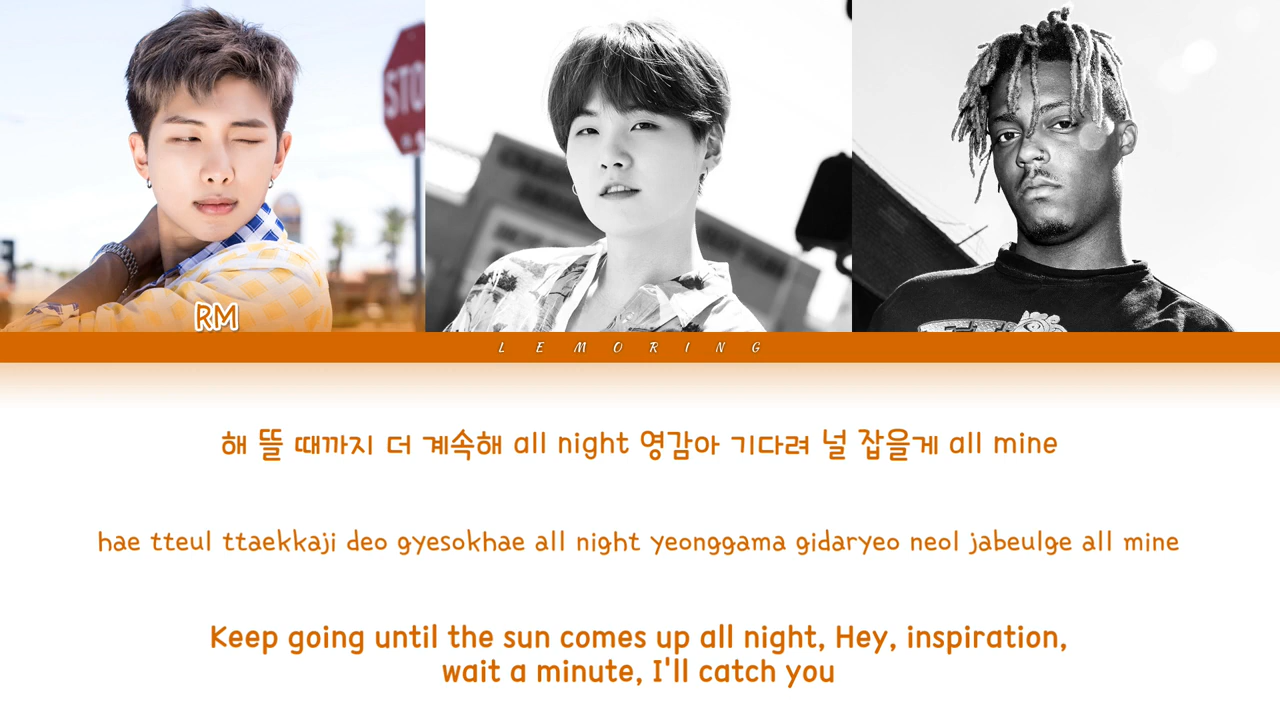 STO
RM
LEMORING
해 뜰 때까지 더 계속해 all night 영감아 기다려 널 잡을게 all mine
hae tteul ttaekkaji deo gyesokhae all night yeonggama gidaryeo neol jabeulge all mine
Keep going until the sun comes up all night, Hey, inspiration,
wait a minute, I'll catch you